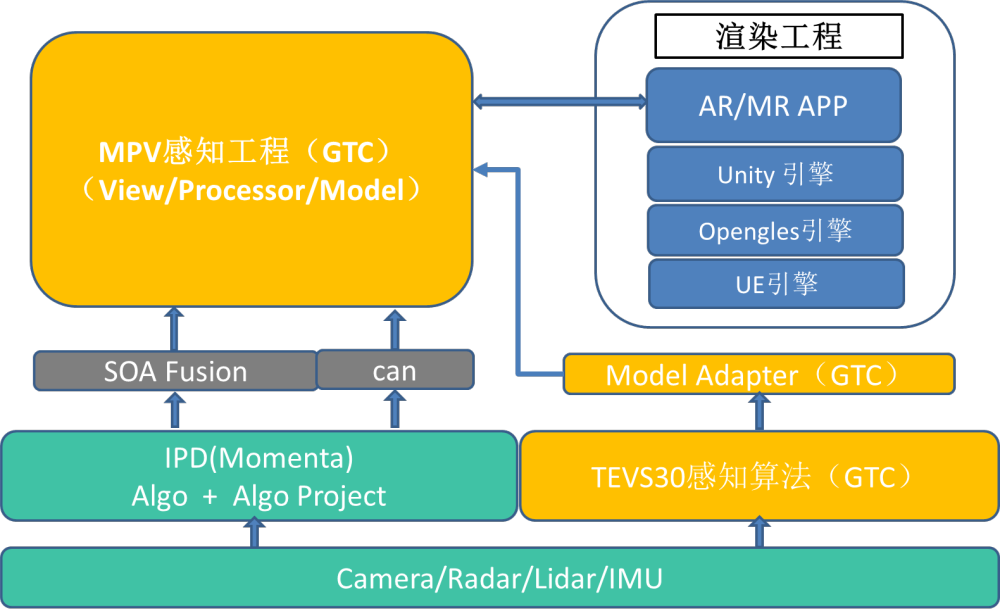 渲染工程
MPV感知工程（GTC）
（View/Processor/Model）
AR/MR APP
Unity 引擎
Opengles引擎
UE引擎
SOA Fusion
can
Model Adapter（GTC）
IPD(Momenta)
Algo + Algo Project
TEVS30感知算法（GTC）
Camera/Radar/Lidar/IMU